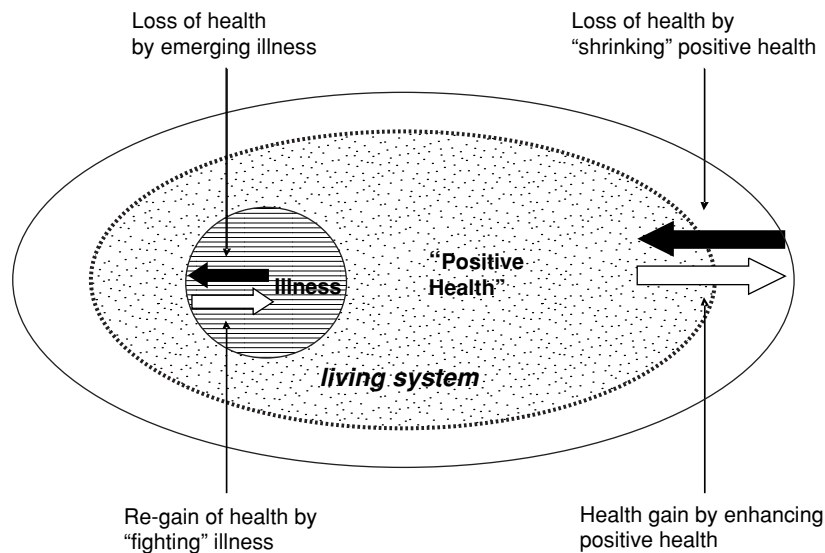 Loss of health
by emerging illness
Loss of health by
“shrinking” positive health
“Positive
Health”
Illness
living system
Re-gain of health by
“fighting” illness
Health gain by enhancing
positive health